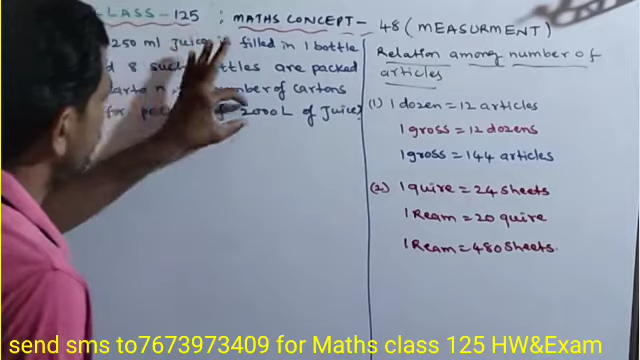 CLASS-125 ; MATHS CONCEPT- 48 (MEASURMENT)
250 ml Juice is filled in 1 bottle
8 such bottles are packed
number of cartons
for 2000L of Juice)
Relation among number of
articles
(1) 1 dozen = 12 articles
1 gross = 12 dozens
1 gross = 144 articles
(2) 1 quire = 24 sheets
1 Ream = 20 quire
1 Ream = 480 sheets.
send sms to7673973409 for Maths class 125 HW&Exam